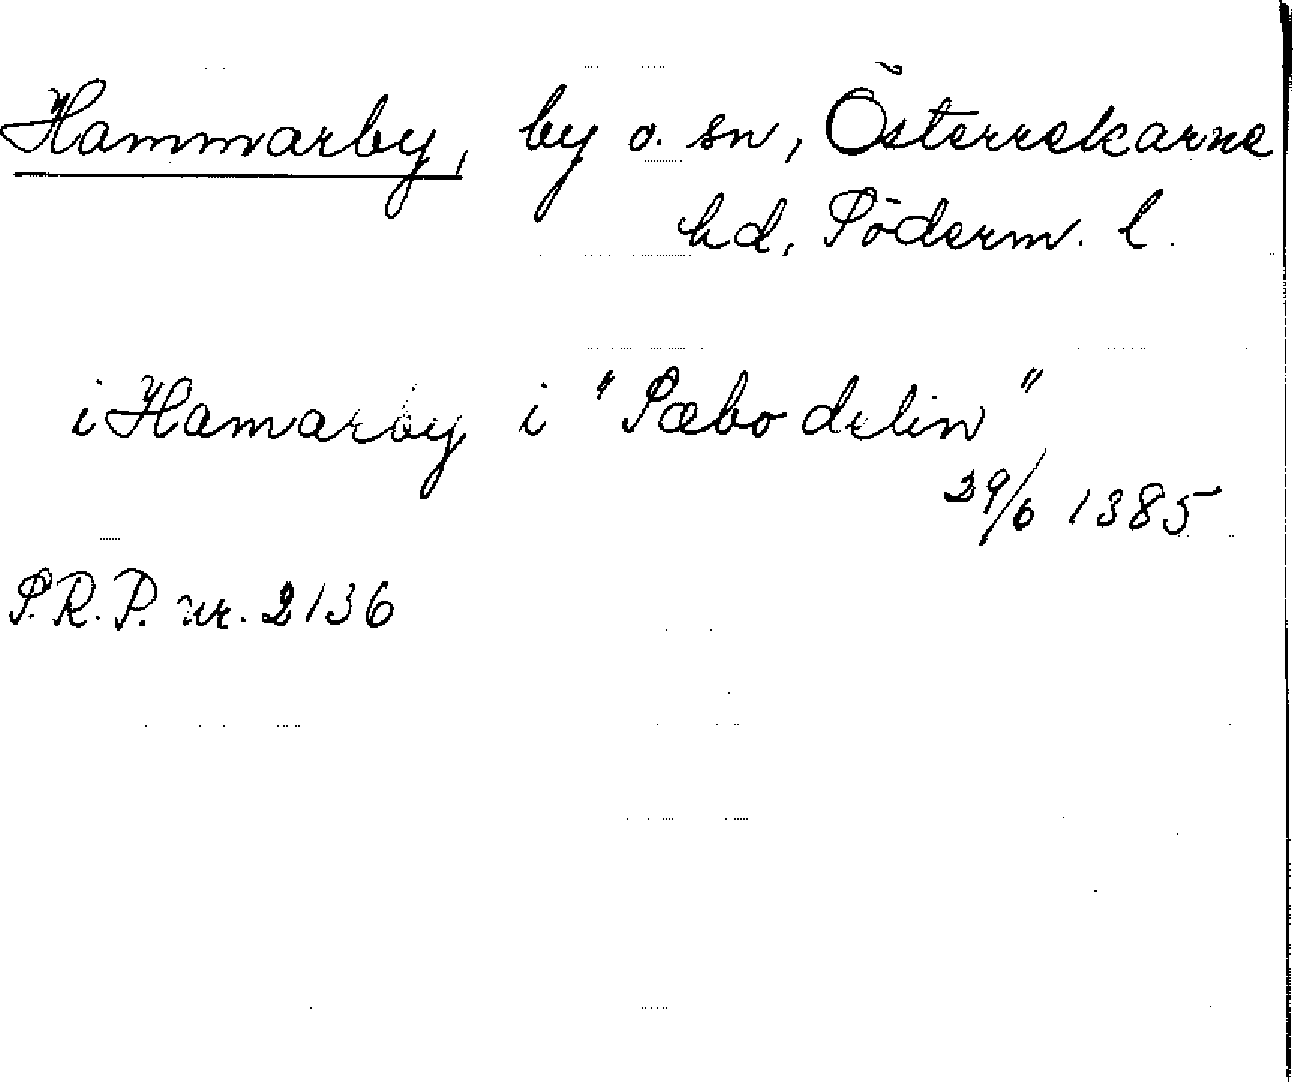 Hammarby, by o. sn, Österrekarne
hd, Söderm. l.
i Hamarby i "Sæbo delin"
29/6 1385
S.R.P. nr. 2136